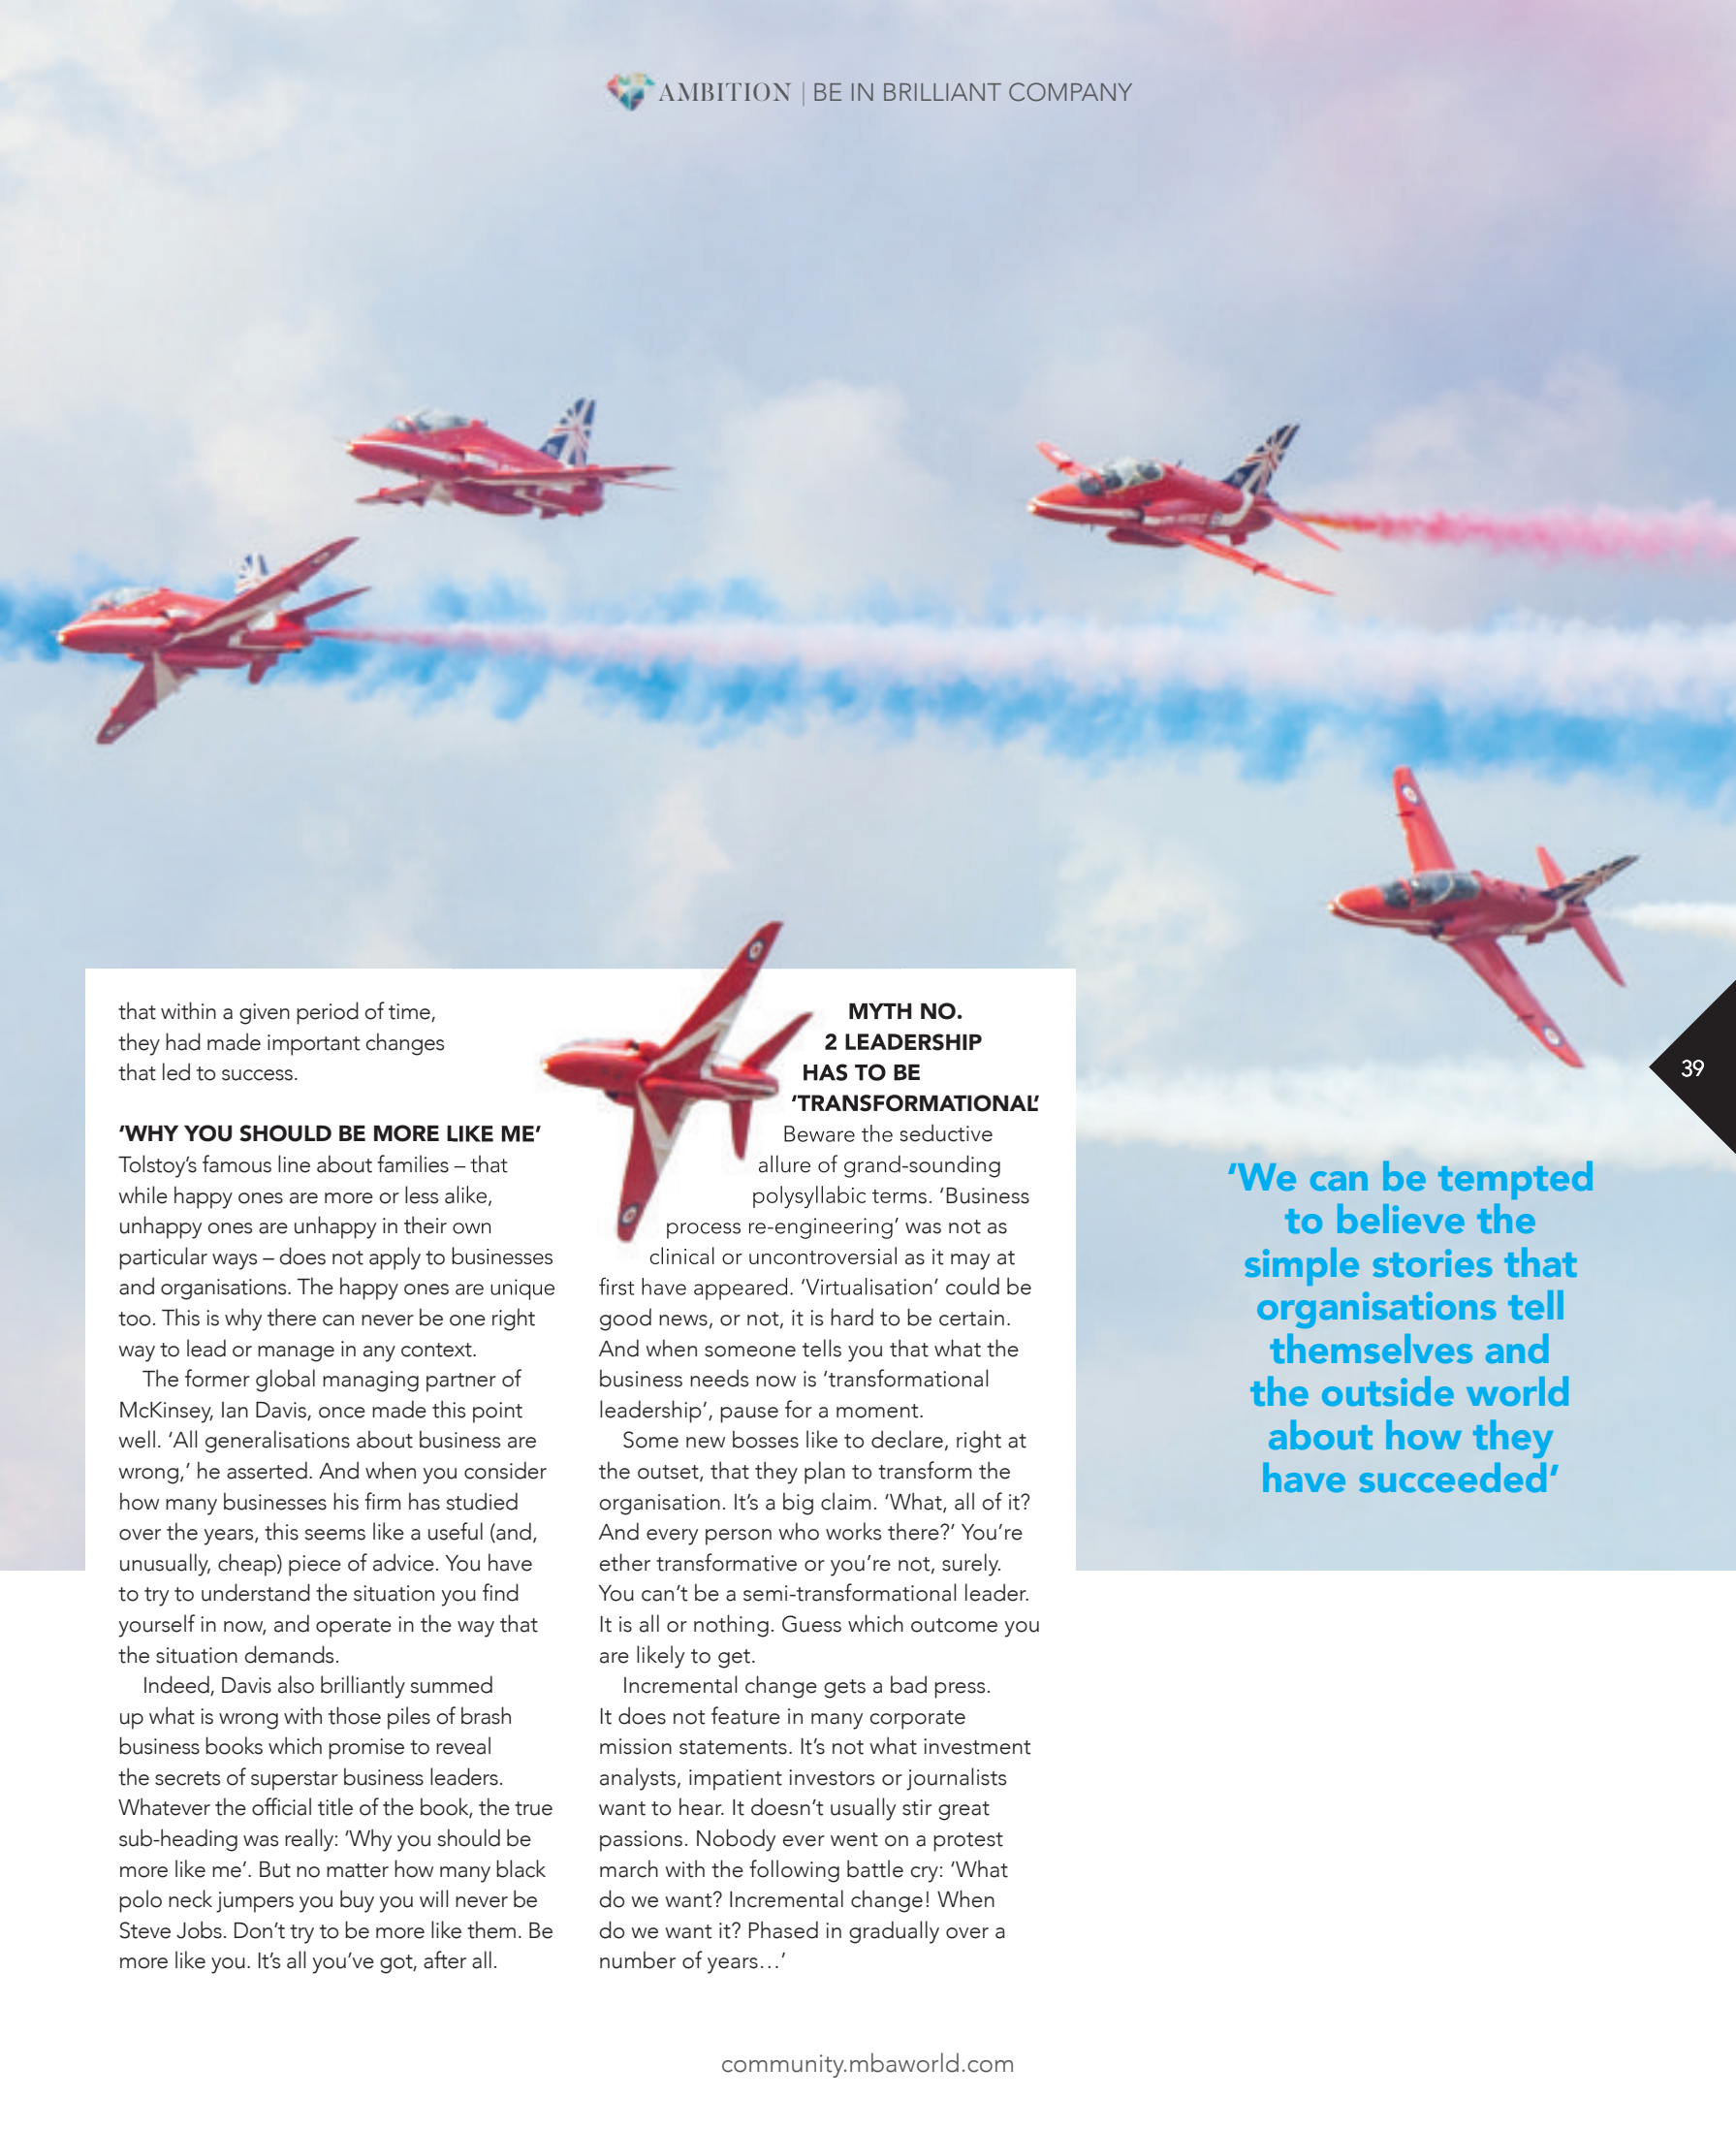 AMBITION | BE IN BRILLIANT COMPANY
that within a given period of time,
they had made important changes
that led to success.
‘WHY YOU SHOULD BE MORE LIKE ME’
Tolstoy’s famous line about families – that
while happy ones are more or less alike,
unhappy ones are unhappy in their own
particular ways – does not apply to businesses
and organisations. The happy ones are unique
too. This is why there can never be one right
way to lead or manage in any context.
The former global managing partner of
McKinsey, Ian Davis, once made this point
well. ‘All generalisations about business are
wrong,’ he asserted. And when you consider
how many businesses his firm has studied
over the years, this seems like a useful (and,
unusually, cheap) piece of advice. You have
to try to understand the situation you find
yourself in now, and operate in the way that
the situation demands.
Indeed, Davis also brilliantly summed
up what is wrong with those piles of brash
business books which promise to reveal
the secrets of superstar business leaders.
Whatever the official title of the book, the true
sub-heading was really: ‘Why you should be
more like me’. But no matter how many black
polo neck jumpers you buy you will never be
Steve Jobs. Don’t try to be more like them. Be
more like you. It’s all you’ve got, after all.
MYTH NO.
2 LEADERSHIP
HAS TO BE
‘TRANSFORMATIONAL’
Beware the seductive
allure of grand-sounding
polysyllabic terms. ‘Business
process re-engineering’ was not as
clinical or uncontroversial as it may at
first have appeared. ‘Virtualisation’ could be
good news, or not, it is hard to be certain.
And when someone tells you that what the
business needs now is ‘transformational
leadership’, pause for a moment.
Some new bosses like to declare, right at
the outset, that they plan to transform the
organisation. It’s a big claim. ‘What, all of it?
And every person who works there?’ You’re
ether transformative or you’re not, surely.
You can’t be a semi-transformational leader.
It is all or nothing. Guess which outcome you
are likely to get.
Incremental change gets a bad press.
It does not feature in many corporate
mission statements. It’s not what investment
analysts, impatient investors or journalists
want to hear. It doesn’t usually stir great
passions. Nobody ever went on a protest
march with the following battle cry: ‘What
do we want? Incremental change! When
do we want it? Phased in gradually over a
number of years…’
‘We can be tempted
to believe the
simple stories that
organisations tell
themselves and
the outside world
about how they
have succeeded’
39
community.mbaworld.com